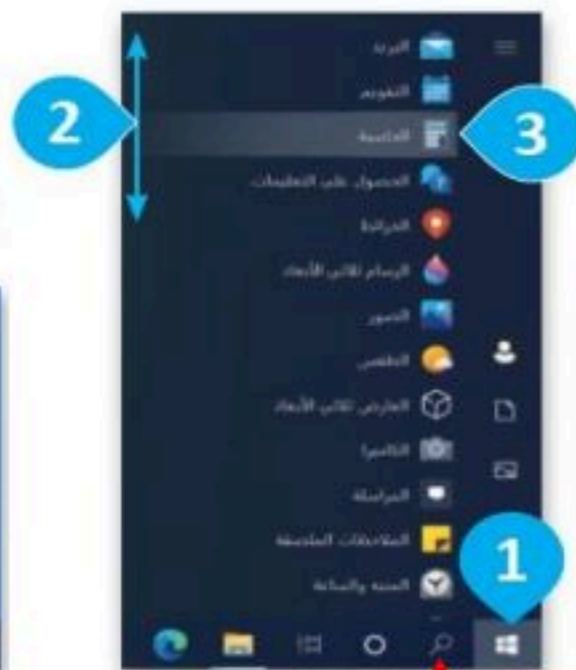 البريد
التقويم
الحاسبة
الحصول على التعليمات
الخرائط
الرسام ثلاثي الأبعاد
الصور
الطقس
العارض ثلاثي الأبعاد
الكاميرا
المراسلة
الملاحظات الملصقة
المنبه والساعة
2
3
1